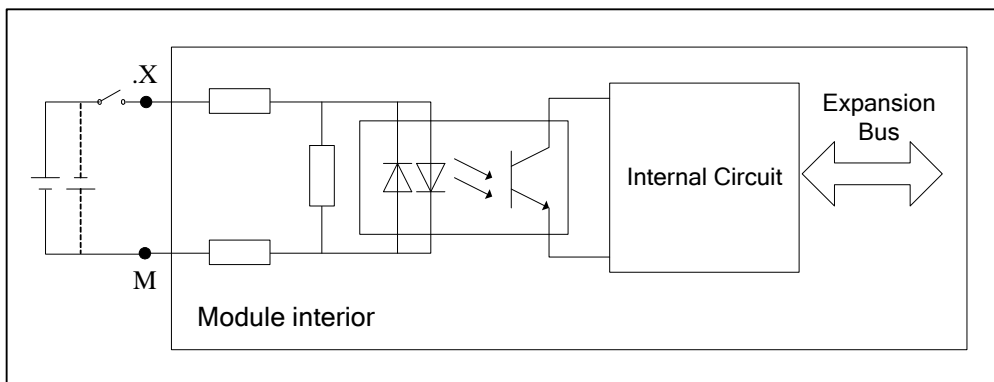 .X
Expansion
Bus
Internal Circuit
M
Module interior